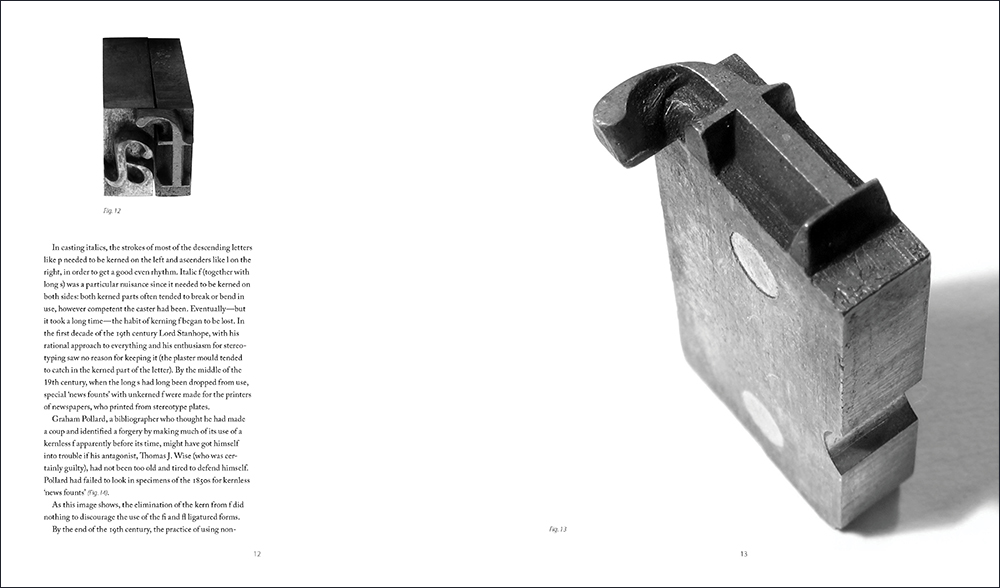 Fig. 12
In casting italics, the strokes of most of the descending letters
like p needed to be kerned on the left and ascenders like l on the
right, in order to get a good even rhythm. Italic f (together with
long s) was a particular nuisance since it needed to be kerned on
both sides: both kerned parts often tended to break or bend in
use, however competent the caster had been. Eventually—but
it took a long time—the habit of kerning f began to be lost. In
the first decade of the 19th century Lord Stanhope, with his
rational approach to everything and his enthusiasm for stereo-
typing saw no reason for keeping it (the plaster mould tended
to catch in the kerned part of the letter). By the middle of the
19th century, when the long s had long been dropped from use,
special ‘news founts’ with unkerned f were made for the printers
of newspapers, who printed from stereotype plates.
Graham Pollard, a bibliographer who thought he had made
a coup and identified a forgery by making much of its use of a
kernless f apparently before its time, might have got himself
into trouble if his antagonist, Thomas J. Wise (who was cer-
tainly guilty), had not been too old and tired to defend himself.
Pollard had failed to look in specimens of the 1850s for kernless
‘news founts’ (Fig. 14).
As this image shows, the elimination of the kern from f did
nothing to discourage the use of the fi and fl ligatured forms.
By the end of the 19th century, the practice of using non-
12
Fig. 13
13